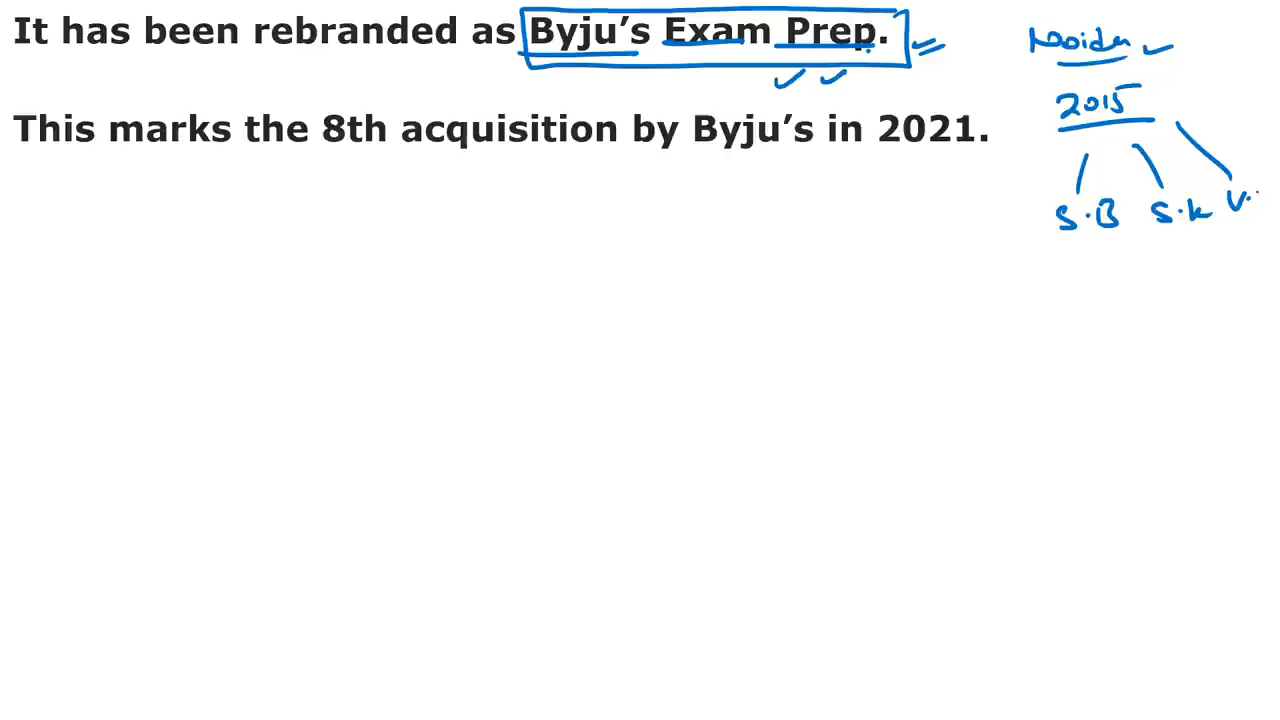 It has been rebranded as Byju’s Exam Prep.
This marks the 8th acquisition by Byju’s in 2021.
Noida
2015
S.B S.K V.